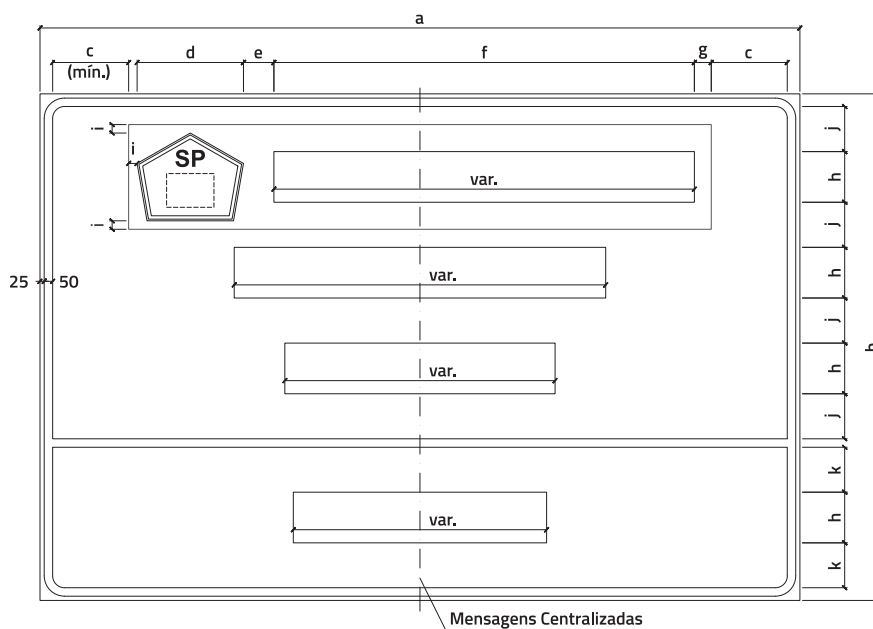 a
c
(mín.)
d
e
f
g
c
i
i
i
SP
var.
var.
var.
var.
25
50
j
h
j
h
j
h
j
k
h
k
b
Mensagens Centralizadas